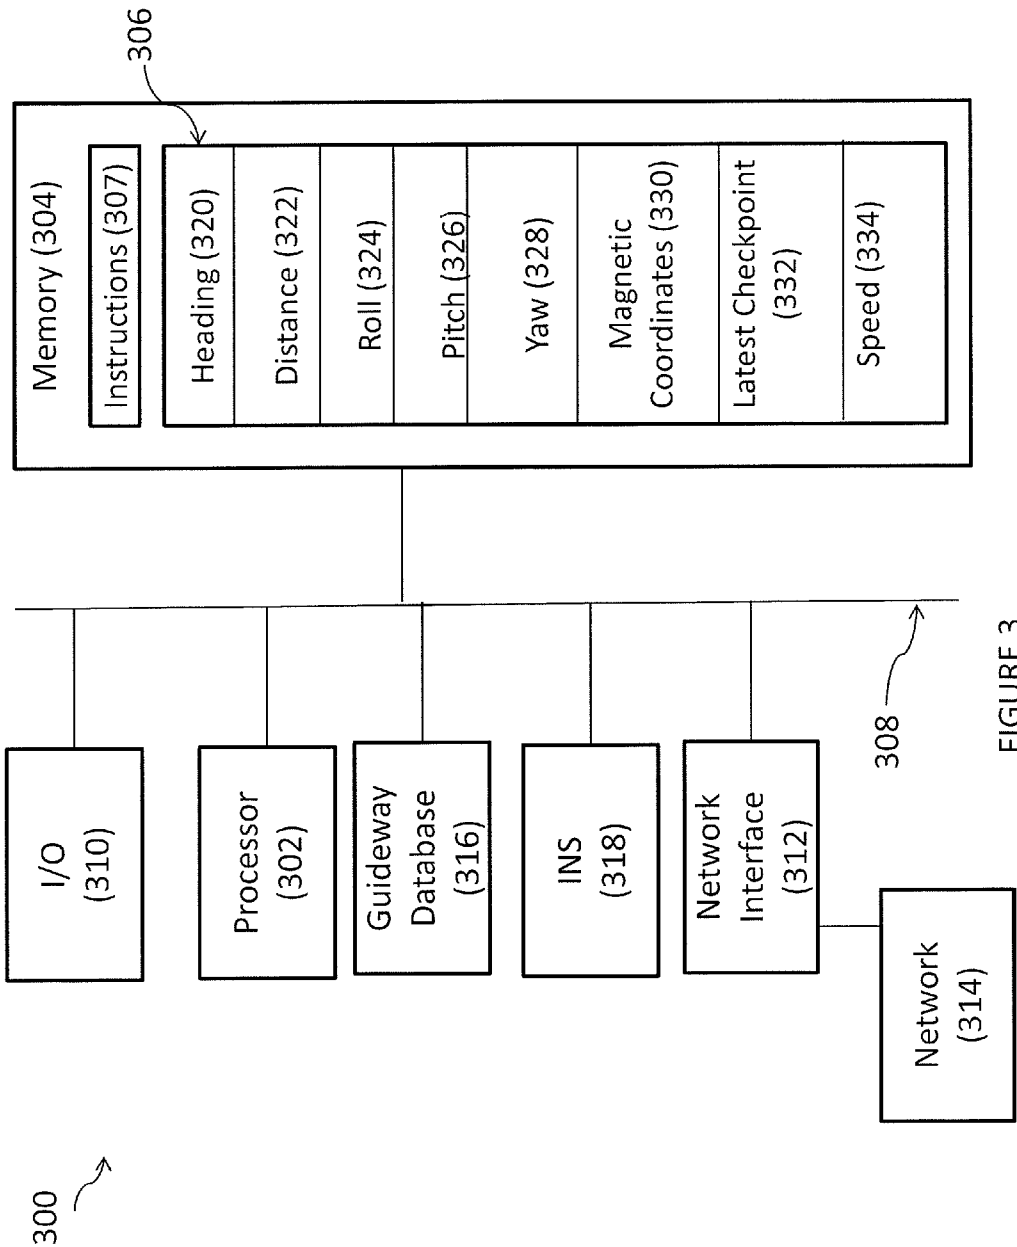 300
I/O
(310)
Processor
(302)
Guideway
Database
(316)
INS
(318)
Network
Interface
(312)
Network
(314)
308
Memory (304)
Instructions (307)
306
Heading (320)
Distance (322)
Roll (324)
Pitch (326)
Yaw (328)
Magnetic
Coordinates (330)
Latest Checkpoint
(332)
Speed (334)
FIGURE 3